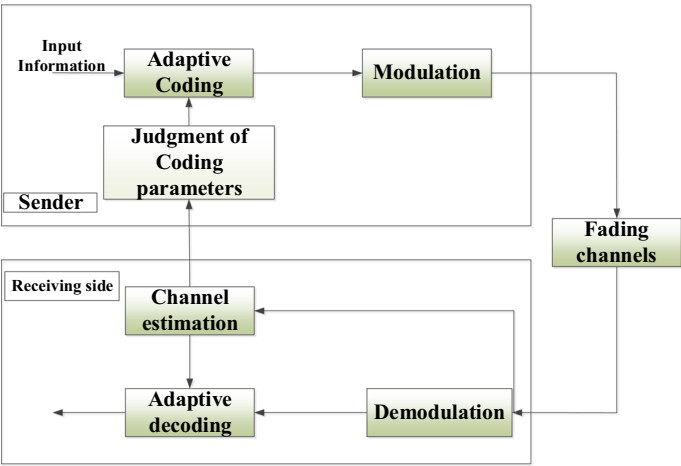 Input
Information
Adaptive
Coding
Modulation
Judgment of
Coding
parameters
Sender
Fading
channels
Receiving side
Channel
estimation
Adaptive
decoding
Demodulation